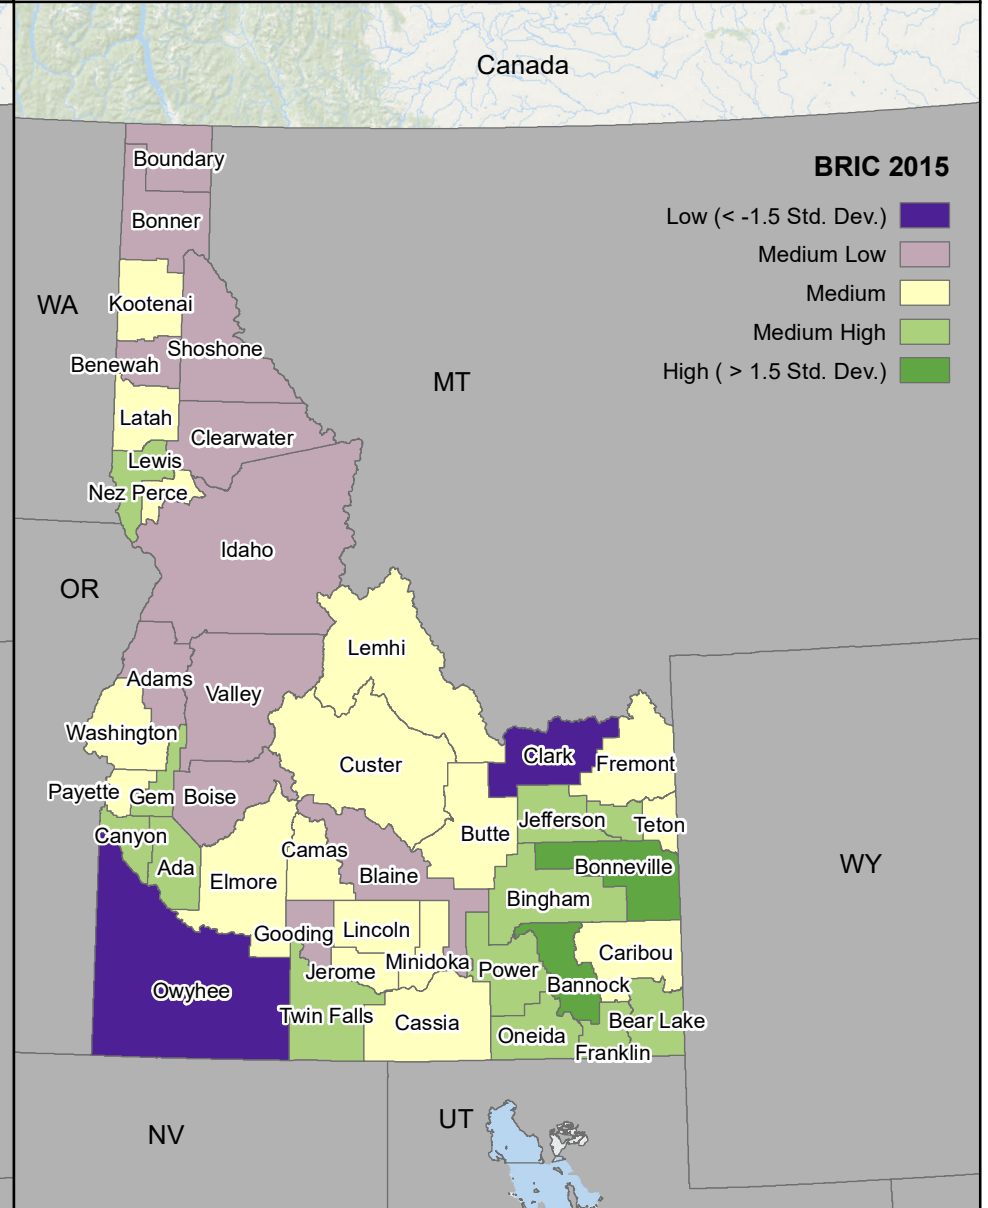 Canada
BRIC 2015
Low (< -1.5 Std. Dev.)
Medium Low
Medium
Medium High
High ( > 1.5 Std. Dev.)
WA
MT
OR
WY
NV
UT
Boundary
Bonner
Kootenai
Shoshone
Benewah
Latah
Clearwater
Lewis
Nez Perce
Idaho
Lemhi
Adams
Valley
Washington
Custer
Clark
Fremont
Payette
Gem
Boise
Jefferson
Teton
Canyon
Butte
Camas
Ada
Blaine
Bonneville
Elmore
Bingham
Gooding
Lincoln
Caribou
Minidoka
Jerome
Power
Bannock
Owyhee
Twin Falls
Cassia
Bear Lake
Oneida
Franklin